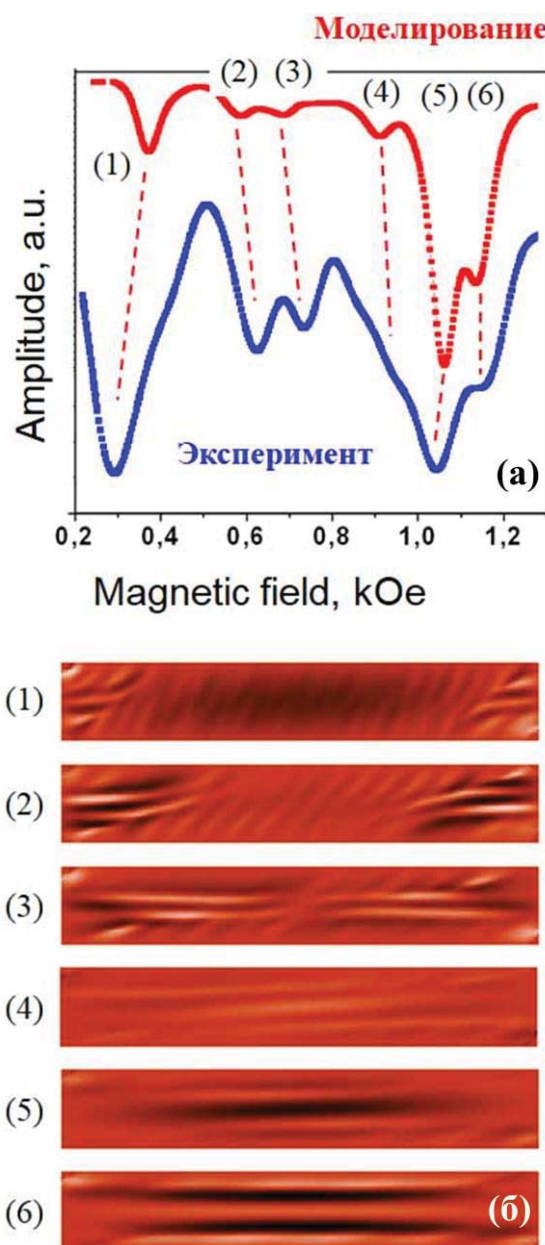 Моделирование
(1)
(2)
(3)
(4)
(5)
(6)
Amplitude, a.u.
Эксперимент
(а)
0,2 0,4 0,6 0,8 1,0 1,2
Magnetic field, kOe
(1)
(2)
(3)
(4)
(5)
(6)
(б)